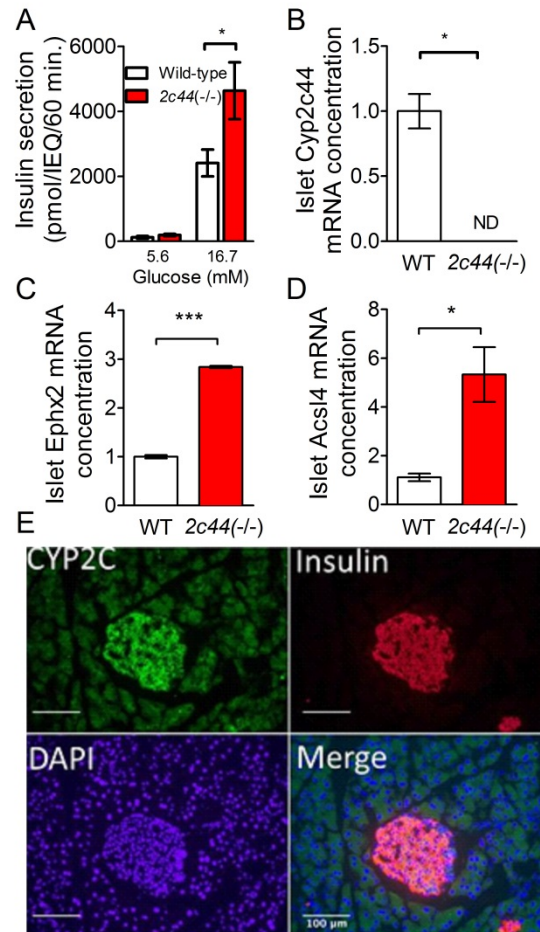 A
Insulin secretion
(pmol/IEQ/60 min.)
6000
4000
2000
0
*
Wild-type
2c44(-/-)
5.6
16.7
Glucose (mM)
B
Islet Cyp2c44
mRNA concentration
1.5
1.0
0.5
0.0
*
ND
WT
2c44(-/-)
C
Islet Ephx2 mRNA
concentration
4
3
2
1
0
***
WT
2c44(-/-)
D
Islet Acsl4 mRNA
concentration
8
6
4
2
0
*
WT
2c44(-/-)
E
CYP2C
Insulin
DAPI
Merge
100 µm